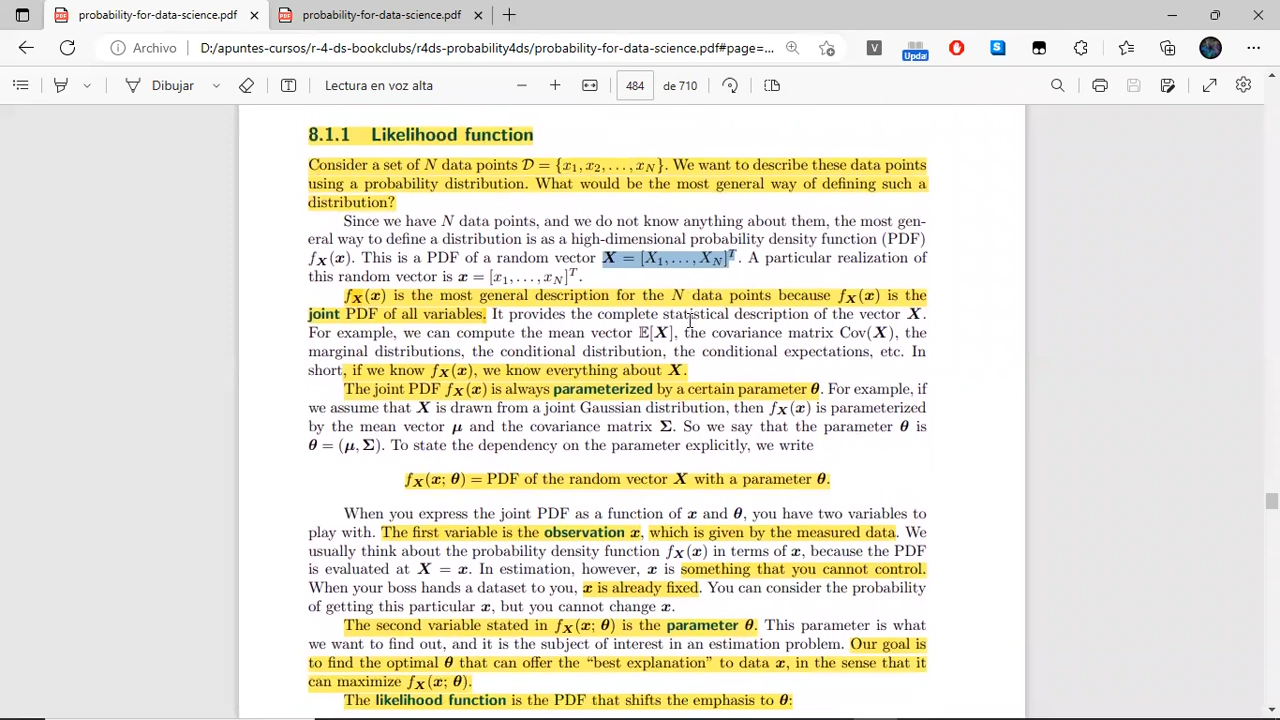 probability-for-data-science.pdf
probability-for-data-science.pdf
Archivo D:/apuntes-cursos/r-4-ds-bookclubs/r4ds-probability4ds/probability-for-data-science.pdf#page=...
Upda
Dibujar Lectura en voz alta 484 de 710
8.1.1 Likelihood function
Consider a set of N data points 𝒟 = {x₁, x₂, . . . , x_N}. We want to describe these data points
using a probability distribution. What would be the most general way of defining such a
distribution?
Since we have N data points, and we do not know anything about them, the most gen-
eral way to define a distribution is as a high-dimensional probability density function (PDF)
f_X(x). This is a PDF of a random vector X = [X₁, . . . , X_N]ᵀ. A particular realization of
this random vector is x = [x₁, . . . , x_N]ᵀ.
f_X(x) is the most general description for the N data points because f_X(x) is the
joint PDF of all variables. It provides the complete statistical description of the vector X.
For example, we can compute the mean vector 𝔼[X], the covariance matrix Cov(X), the
marginal distributions, the conditional distribution, the conditional expectations, etc. In
short, if we know f_X(x), we know everything about X.
The joint PDF f_X(x) is always parameterized by a certain parameter θ. For example, if
we assume that X is drawn from a joint Gaussian distribution, then f_X(x) is parameterized
by the mean vector μ and the covariance matrix Σ. So we say that the parameter θ is
θ = (μ, Σ). To state the dependency on the parameter explicitly, we write
f_X(x; θ) = PDF of the random vector X with a parameter θ.
When you express the joint PDF as a function of x and θ, you have two variables to
play with. The first variable is the observation x, which is given by the measured data. We
usually think about the probability density function f_X(x) in terms of x, because the PDF
is evaluated at X = x. In estimation, however, x is something that you cannot control.
When your boss hands a dataset to you, x is already fixed. You can consider the probability
of getting this particular x, but you cannot change x.
The second variable stated in f_X(x; θ) is the parameter θ. This parameter is what
we want to find out, and it is the subject of interest in an estimation problem. Our goal is
to find the optimal θ that can offer the “best explanation” to data x, in the sense that it
can maximize f_X(x; θ).
The likelihood function is the PDF that shifts the emphasis to θ: